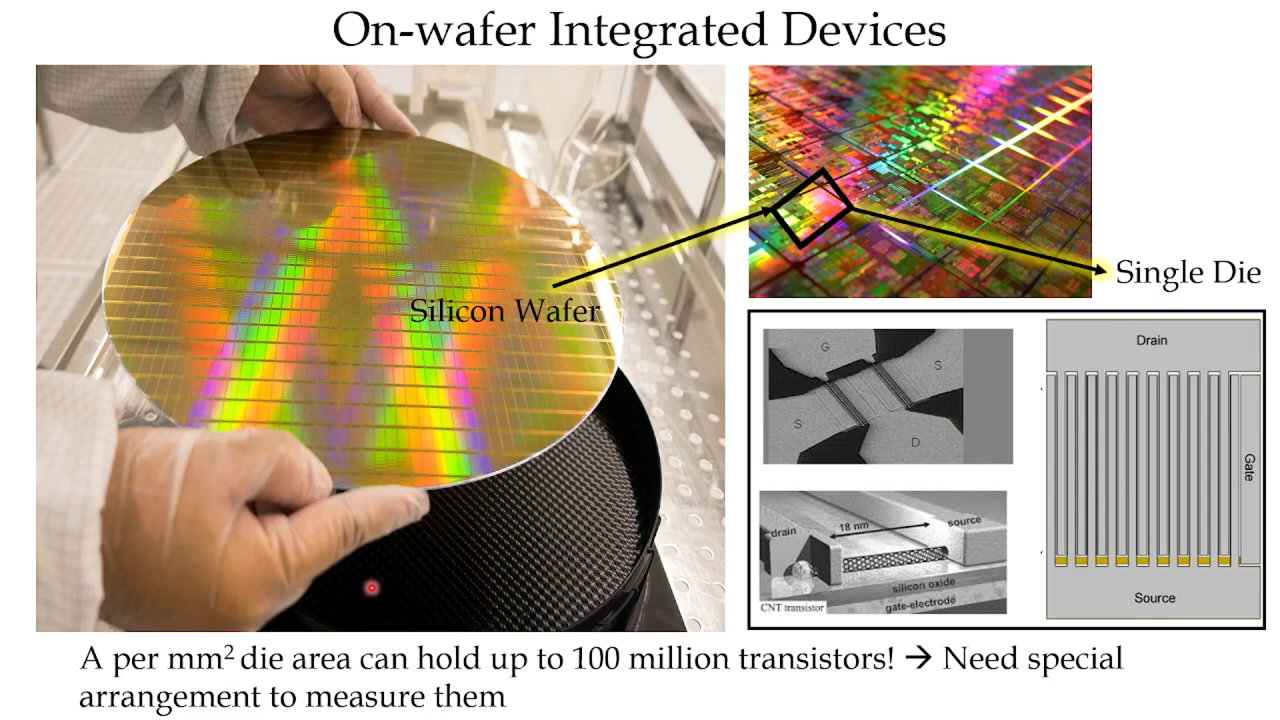 On-wafer Integrated Devices
Silicon Wafer
Single Die
G
S
S
D
drain
18 nm
source
silicon oxide
gate-electrode
CNT transistor
Drain
Gate
Source
A per mm² die area can hold up to 100 million transistors! → Need special
arrangement to measure them